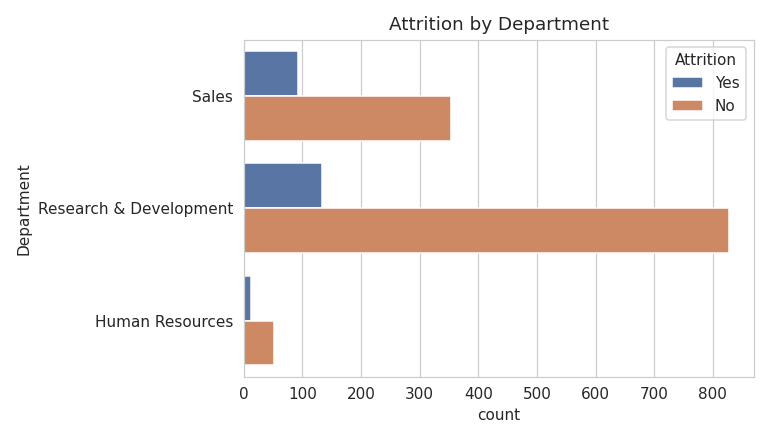 Attrition by Department
Attrition
Yes
No
Sales
Research & Development
Human Resources
Department
0 100 200 300 400 500 600 700 800
count